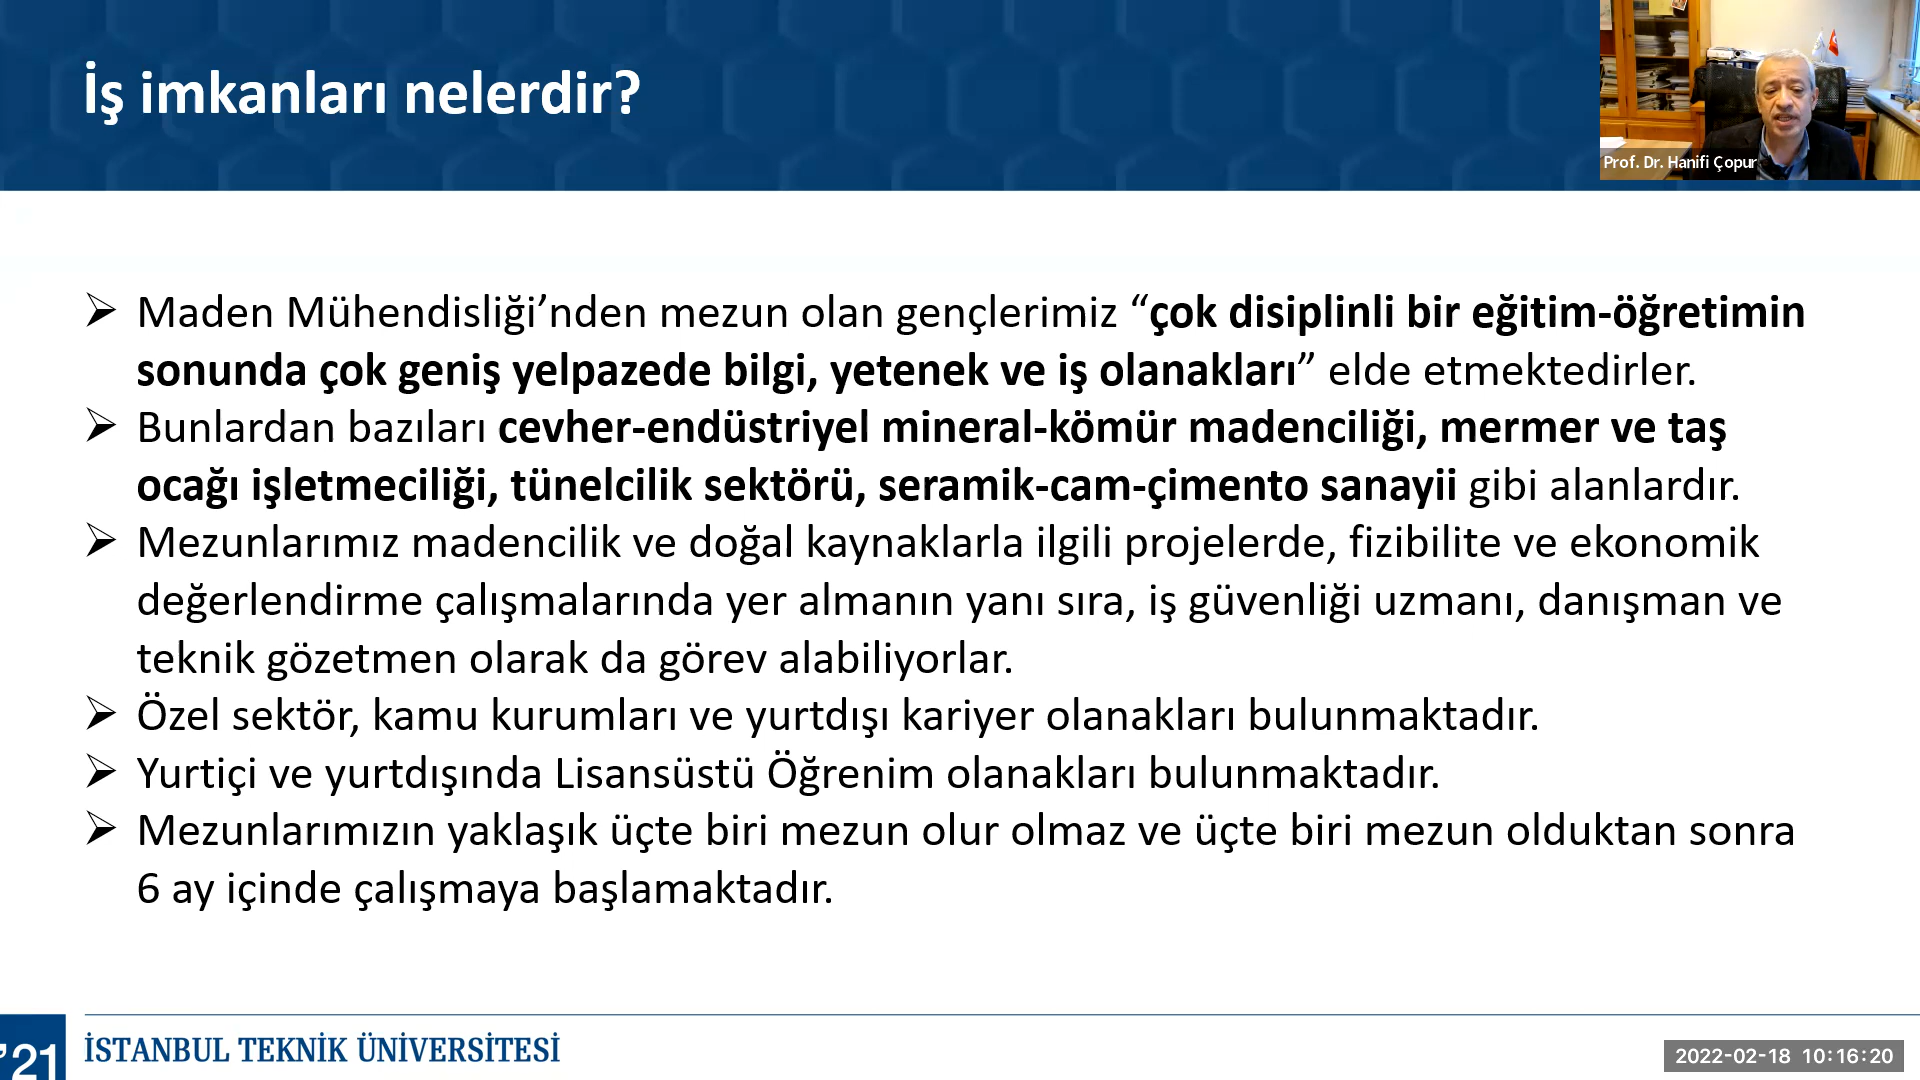 İş imkanları nelerdir?
Prof. Dr. Hanifi Çopur
➢ Maden Mühendisliği’nden mezun olan gençlerimiz “çok disiplinli bir eğitim-öğretimin
sonunda çok geniş yelpazede bilgi, yetenek ve iş olanakları” elde etmektedirler.
➢ Bunlardan bazıları cevher-endüstriyel mineral-kömür madenciliği, mermer ve taş
ocağı işletmeciliği, tünelcilik sektörü, seramik-cam-çimento sanayii gibi alanlardır.
➢ Mezunlarımız madencilik ve doğal kaynaklarla ilgili projelerde, fizibilite ve ekonomik
değerlendirme çalışmalarında yer almanın yanı sıra, iş güvenliği uzmanı, danışman ve
teknik gözetmen olarak da görev alabiliyorlar.
➢ Özel sektör, kamu kurumları ve yurtdışı kariyer olanakları bulunmaktadır.
➢ Yurtiçi ve yurtdışında Lisansüstü Öğrenim olanakları bulunmaktadır.
➢ Mezunlarımızın yaklaşık üçte biri mezun olur olmaz ve üçte biri mezun olduktan sonra
6 ay içinde çalışmaya başlamaktadır.
’21
İSTANBUL TEKNİK ÜNİVERSİTESİ
2022-02-18 10:16:20